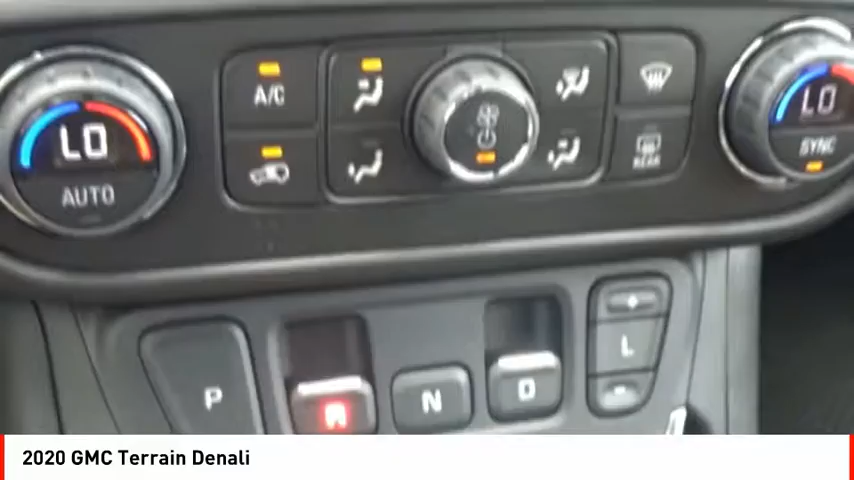 LO
AUTO
A/C
REAR
LO
SYNC
P
R
N
D
+
L
-
2020 GMC Terrain Denali